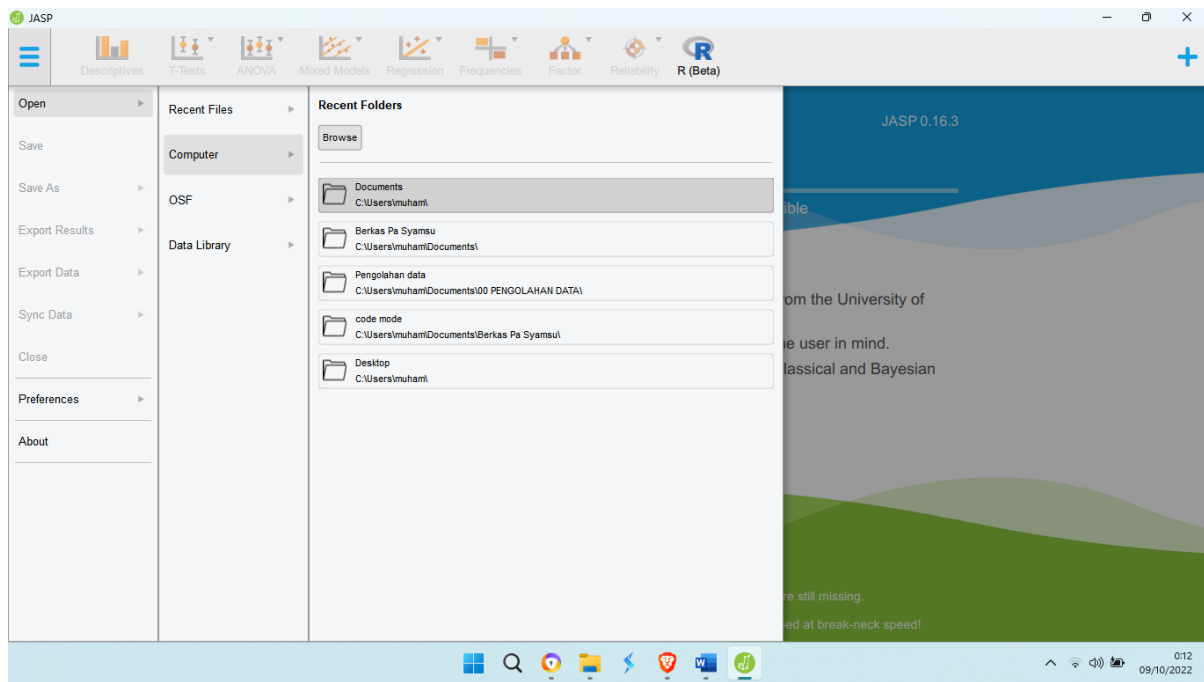 JASP
Descriptives
T-Tests
ANOVA
Mixed Models
Regression
Frequencies
Factor
Reliability
R (Beta)
Open
Save
Save As
Export Results
Export Data
Sync Data
Close
Preferences
About
Recent Files
Computer
OSF
Data Library
Recent Folders
Browse
Documents
C:\Users\muham\
Berkas Pa Syamsu
C:\Users\muham\Documents\
Pengolahan data
C:\Users\muham\Documents\00 PENGOLAHAN DATA\
code mode
C:\Users\muham\Documents\Berkas Pa Syamsu\
Desktop
C:\Users\muham\
JASP 0.16.3
ible
om the University of
e user in mind.
lassical and Bayesian
re still missing.
ed at break-neck speed!
0:12
09/10/2022